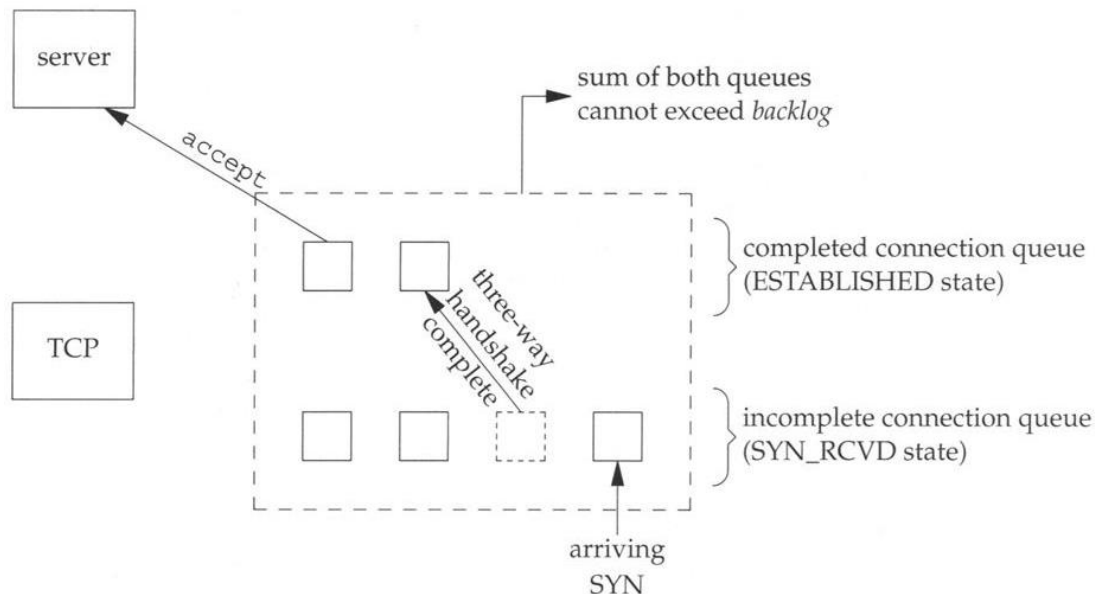 server
sum of both queues
cannot exceed backlog
accept
completed connection queue
(ESTABLISHED state)
three-way
handshake
complete
TCP
incomplete connection queue
(SYN_RCVD state)
arriving
SYN